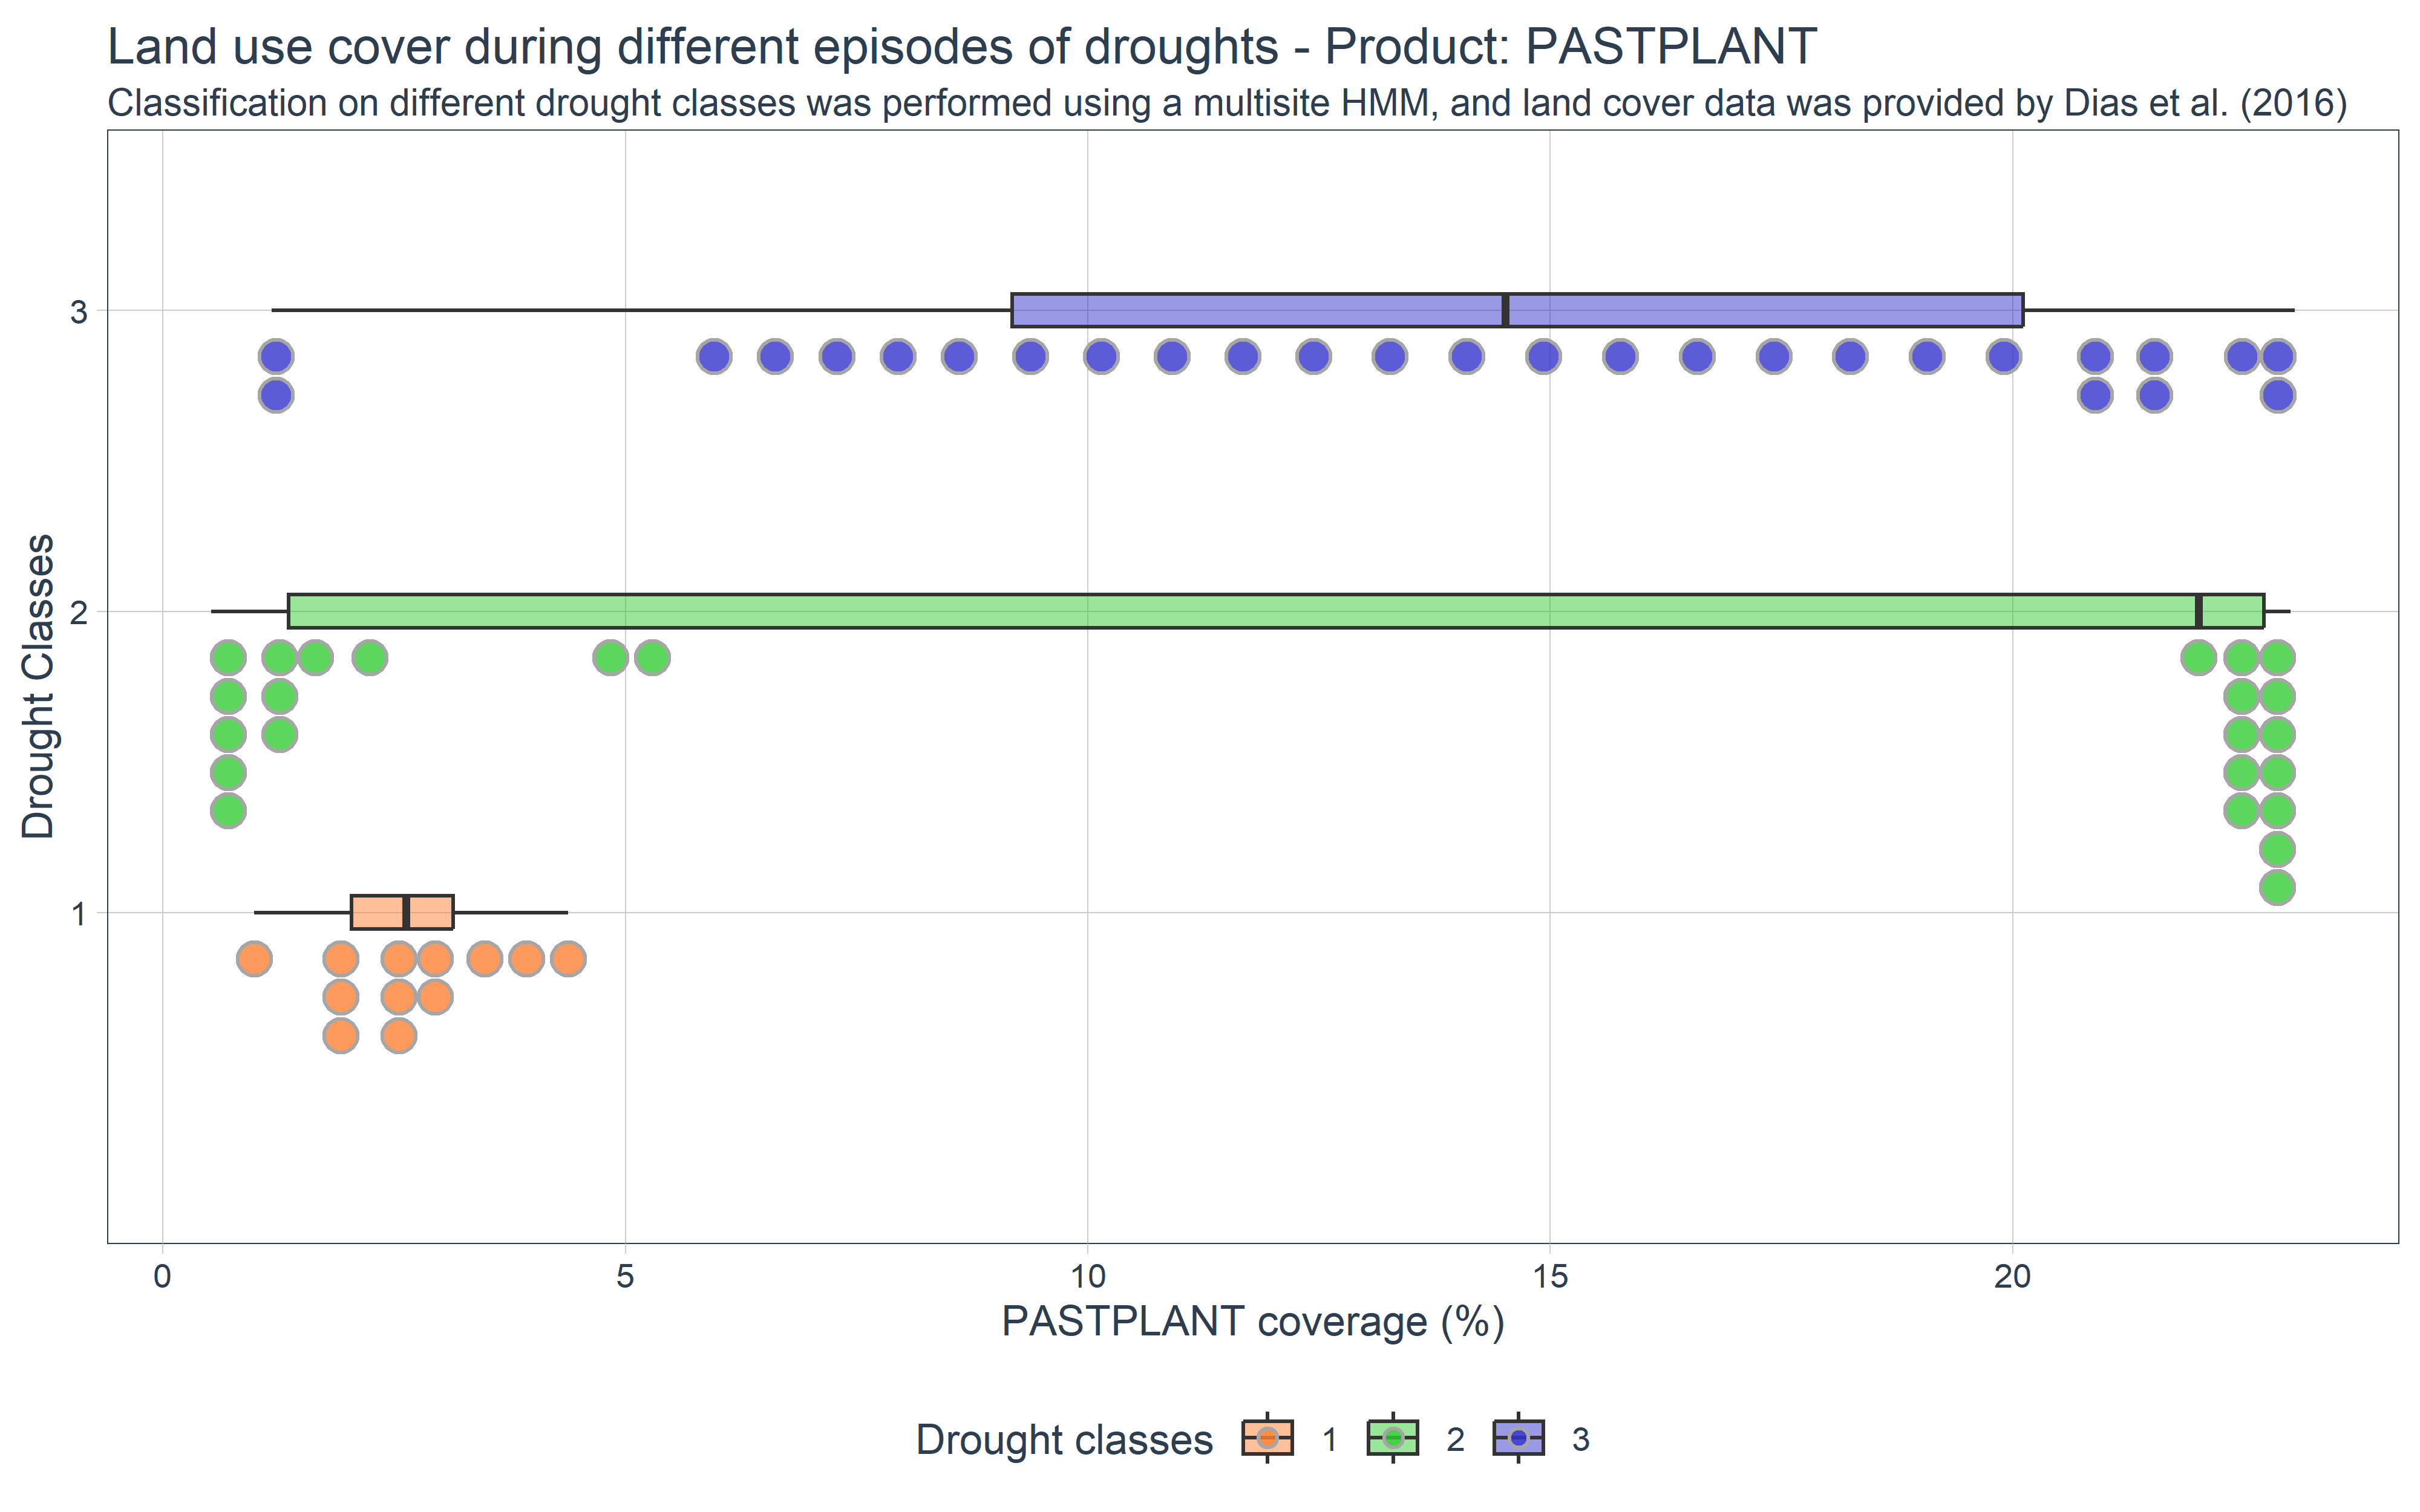 Land use cover during different episodes of droughts - Product: PASTPLANT
Classification on different drought classes was performed using a multisite HMM, and land cover data was provided by Dias et al. (2016)
Drought Classes
3
2
1
0 5 10 15 20
PASTPLANT coverage (%)
Drought classes 1 2 3